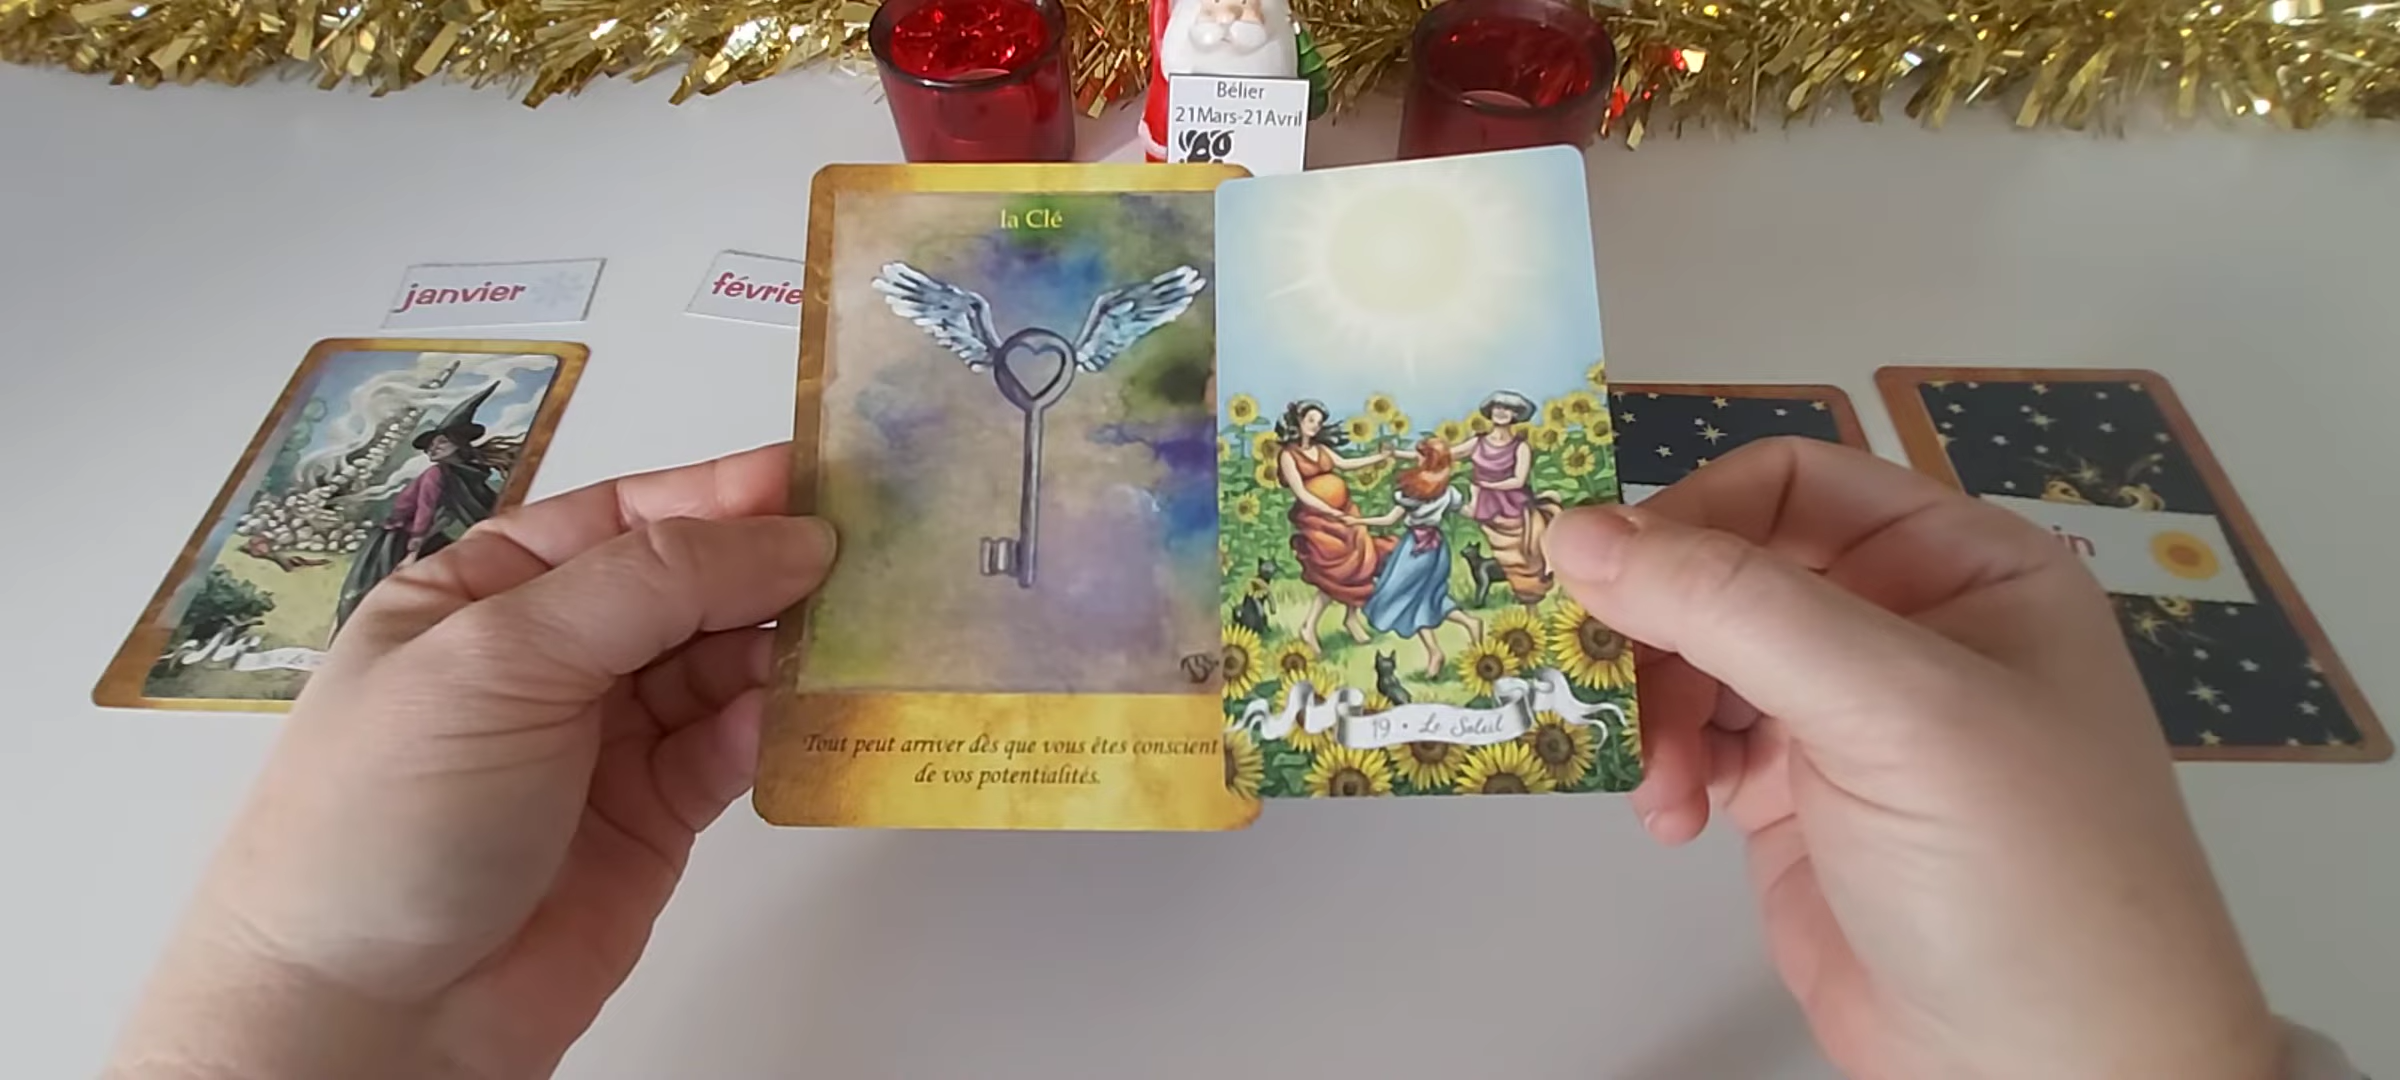 Bélier
21Mars-21Avril
la Clé
janvier
févrie
in
19 • Le Soleil
Tout peut arriver dès que vous êtes conscient
de vos potentialités.